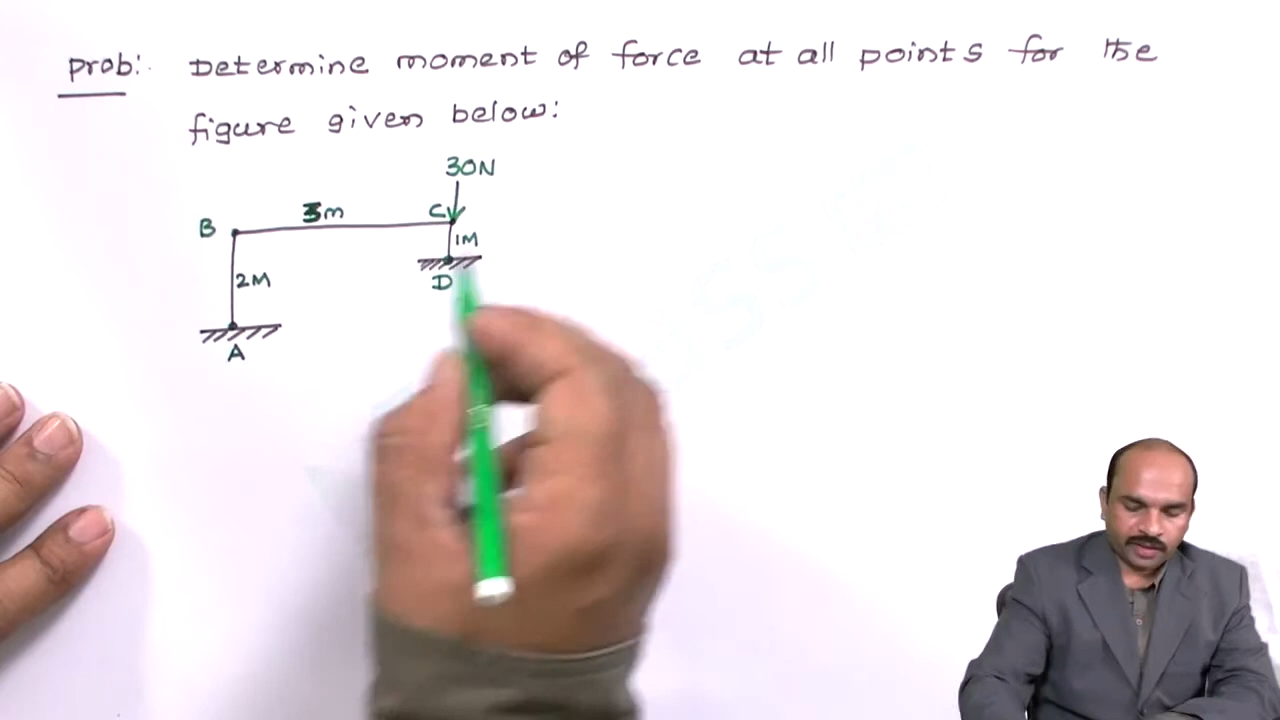 prob:. Determine moment of force at all points for the
figure given below:
30N
B 3m C
1M
2M
D
A